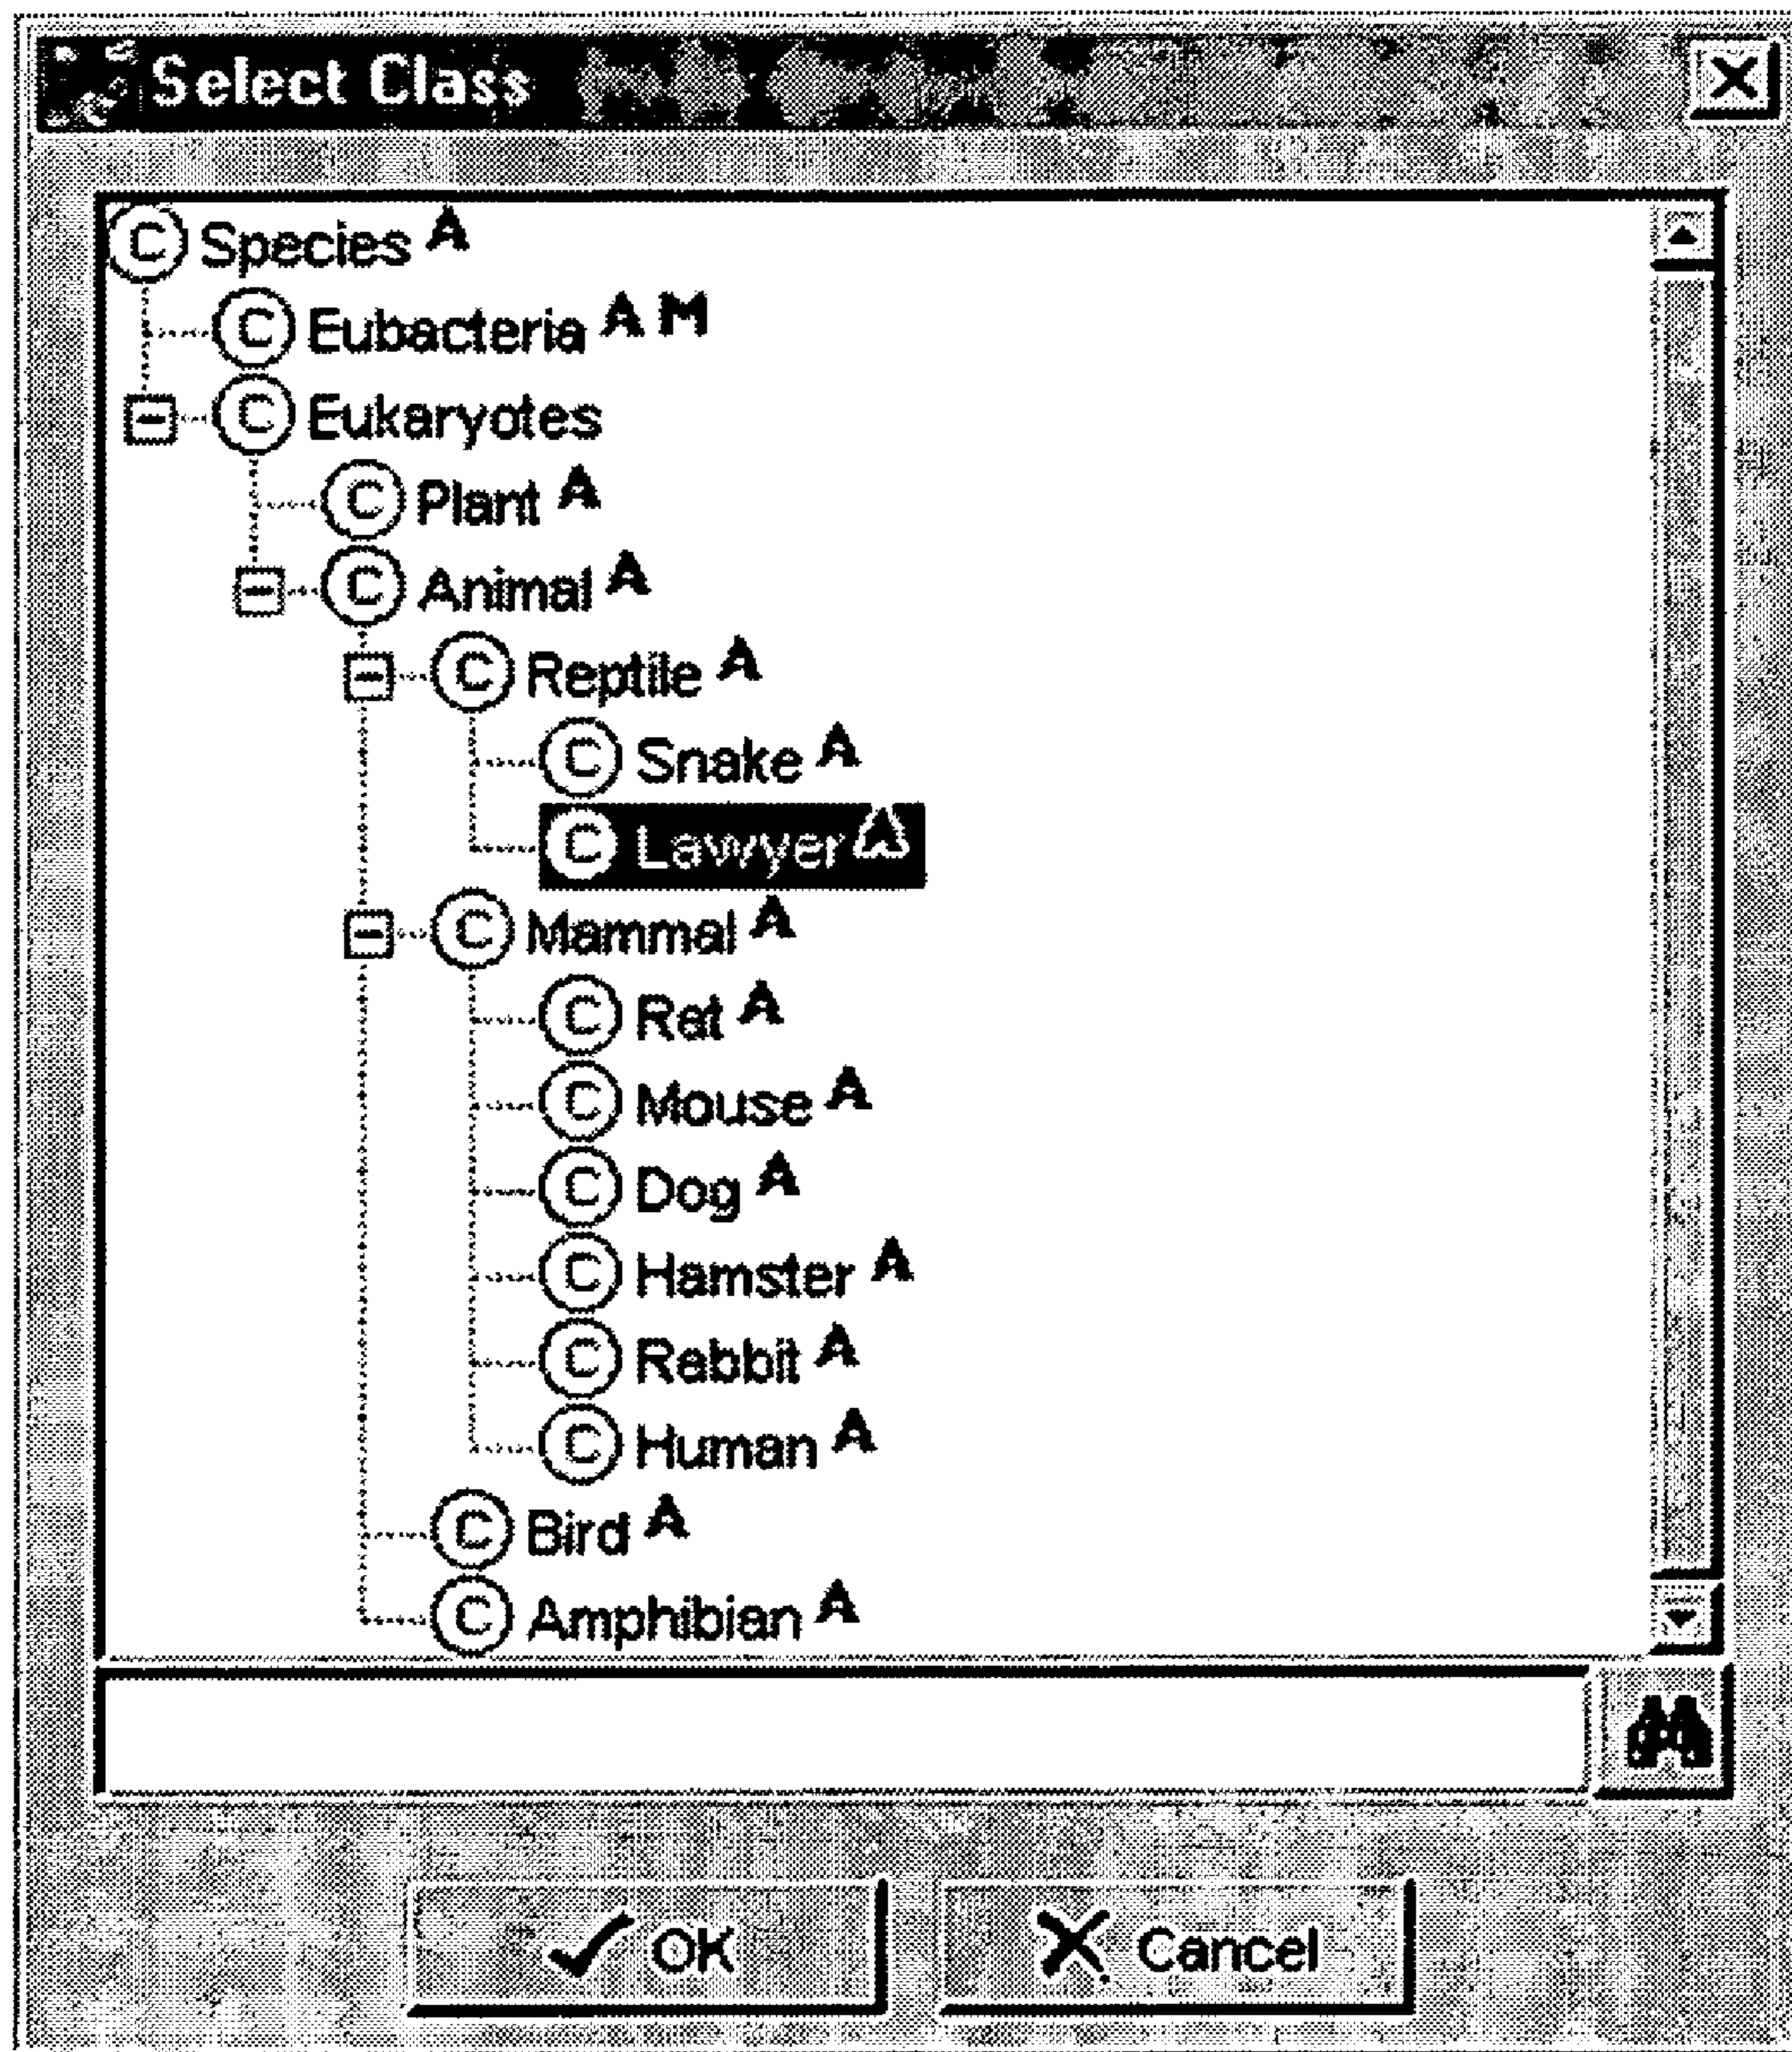 Select Class
© Species A
© Eubacteria A M
© Eukaryotes
© Plant A
© Animal A
© Reptile A
© Snake A
© Lawyer A
© Mammal A
© Rat A
© Mouse A
© Dog A
© Hamster A
© Rabbit A
© Human A
© Bird A
© Amphibian A
OK Cancel